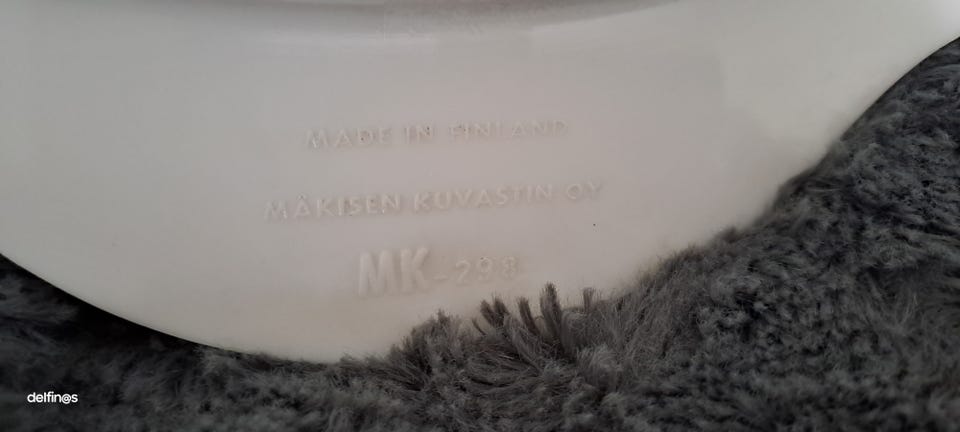 MADE IN FINLAND
MÄKISEN KUVASTIN OY
MK-298
delfin@s